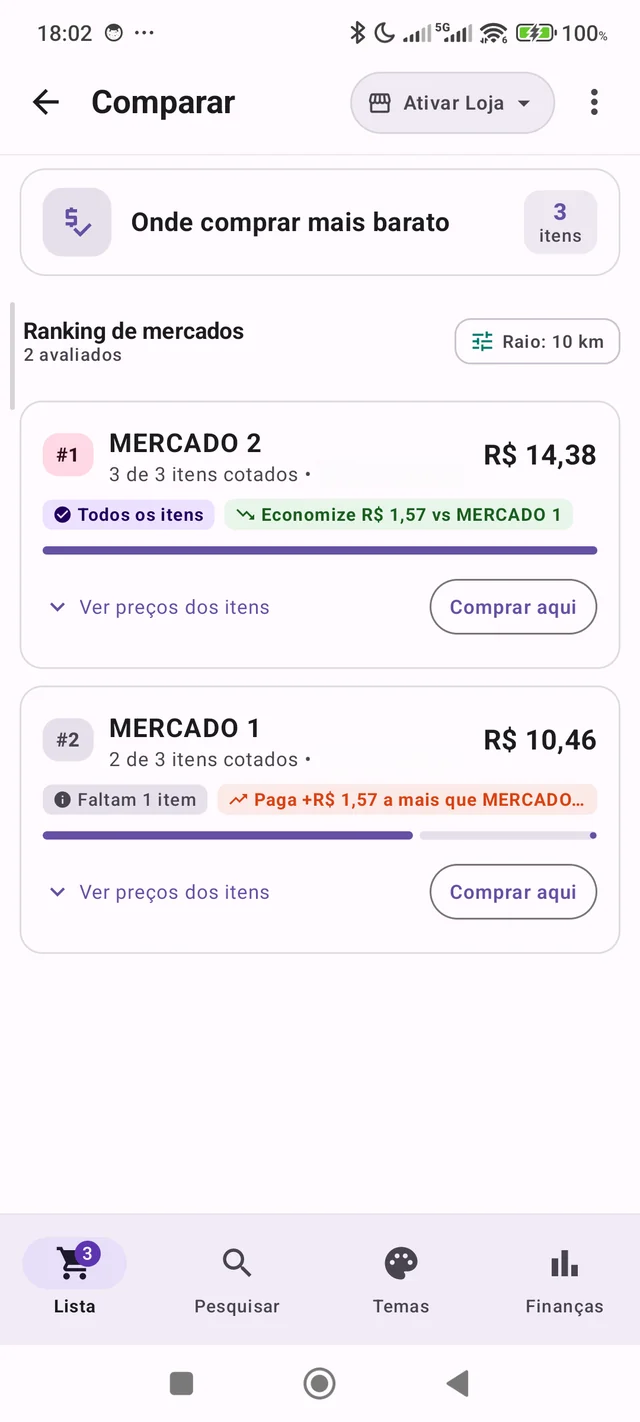 18:02 5G 6 100%
Comparar
Ativar Loja
Onde comprar mais barato
3
itens
Ranking de mercados
2 avaliados
Raio: 10 km
#1
MERCADO 2
3 de 3 itens cotados •
R$ 14,38
Todos os itens
Economize R$ 1,57 vs MERCADO 1
Ver preços dos itens
Comprar aqui
#2
MERCADO 1
2 de 3 itens cotados •
R$ 10,46
Faltam 1 item
Paga +R$ 1,57 a mais que MERCADO...
Ver preços dos itens
Comprar aqui
3
Lista
Pesquisar
Temas
Finanças